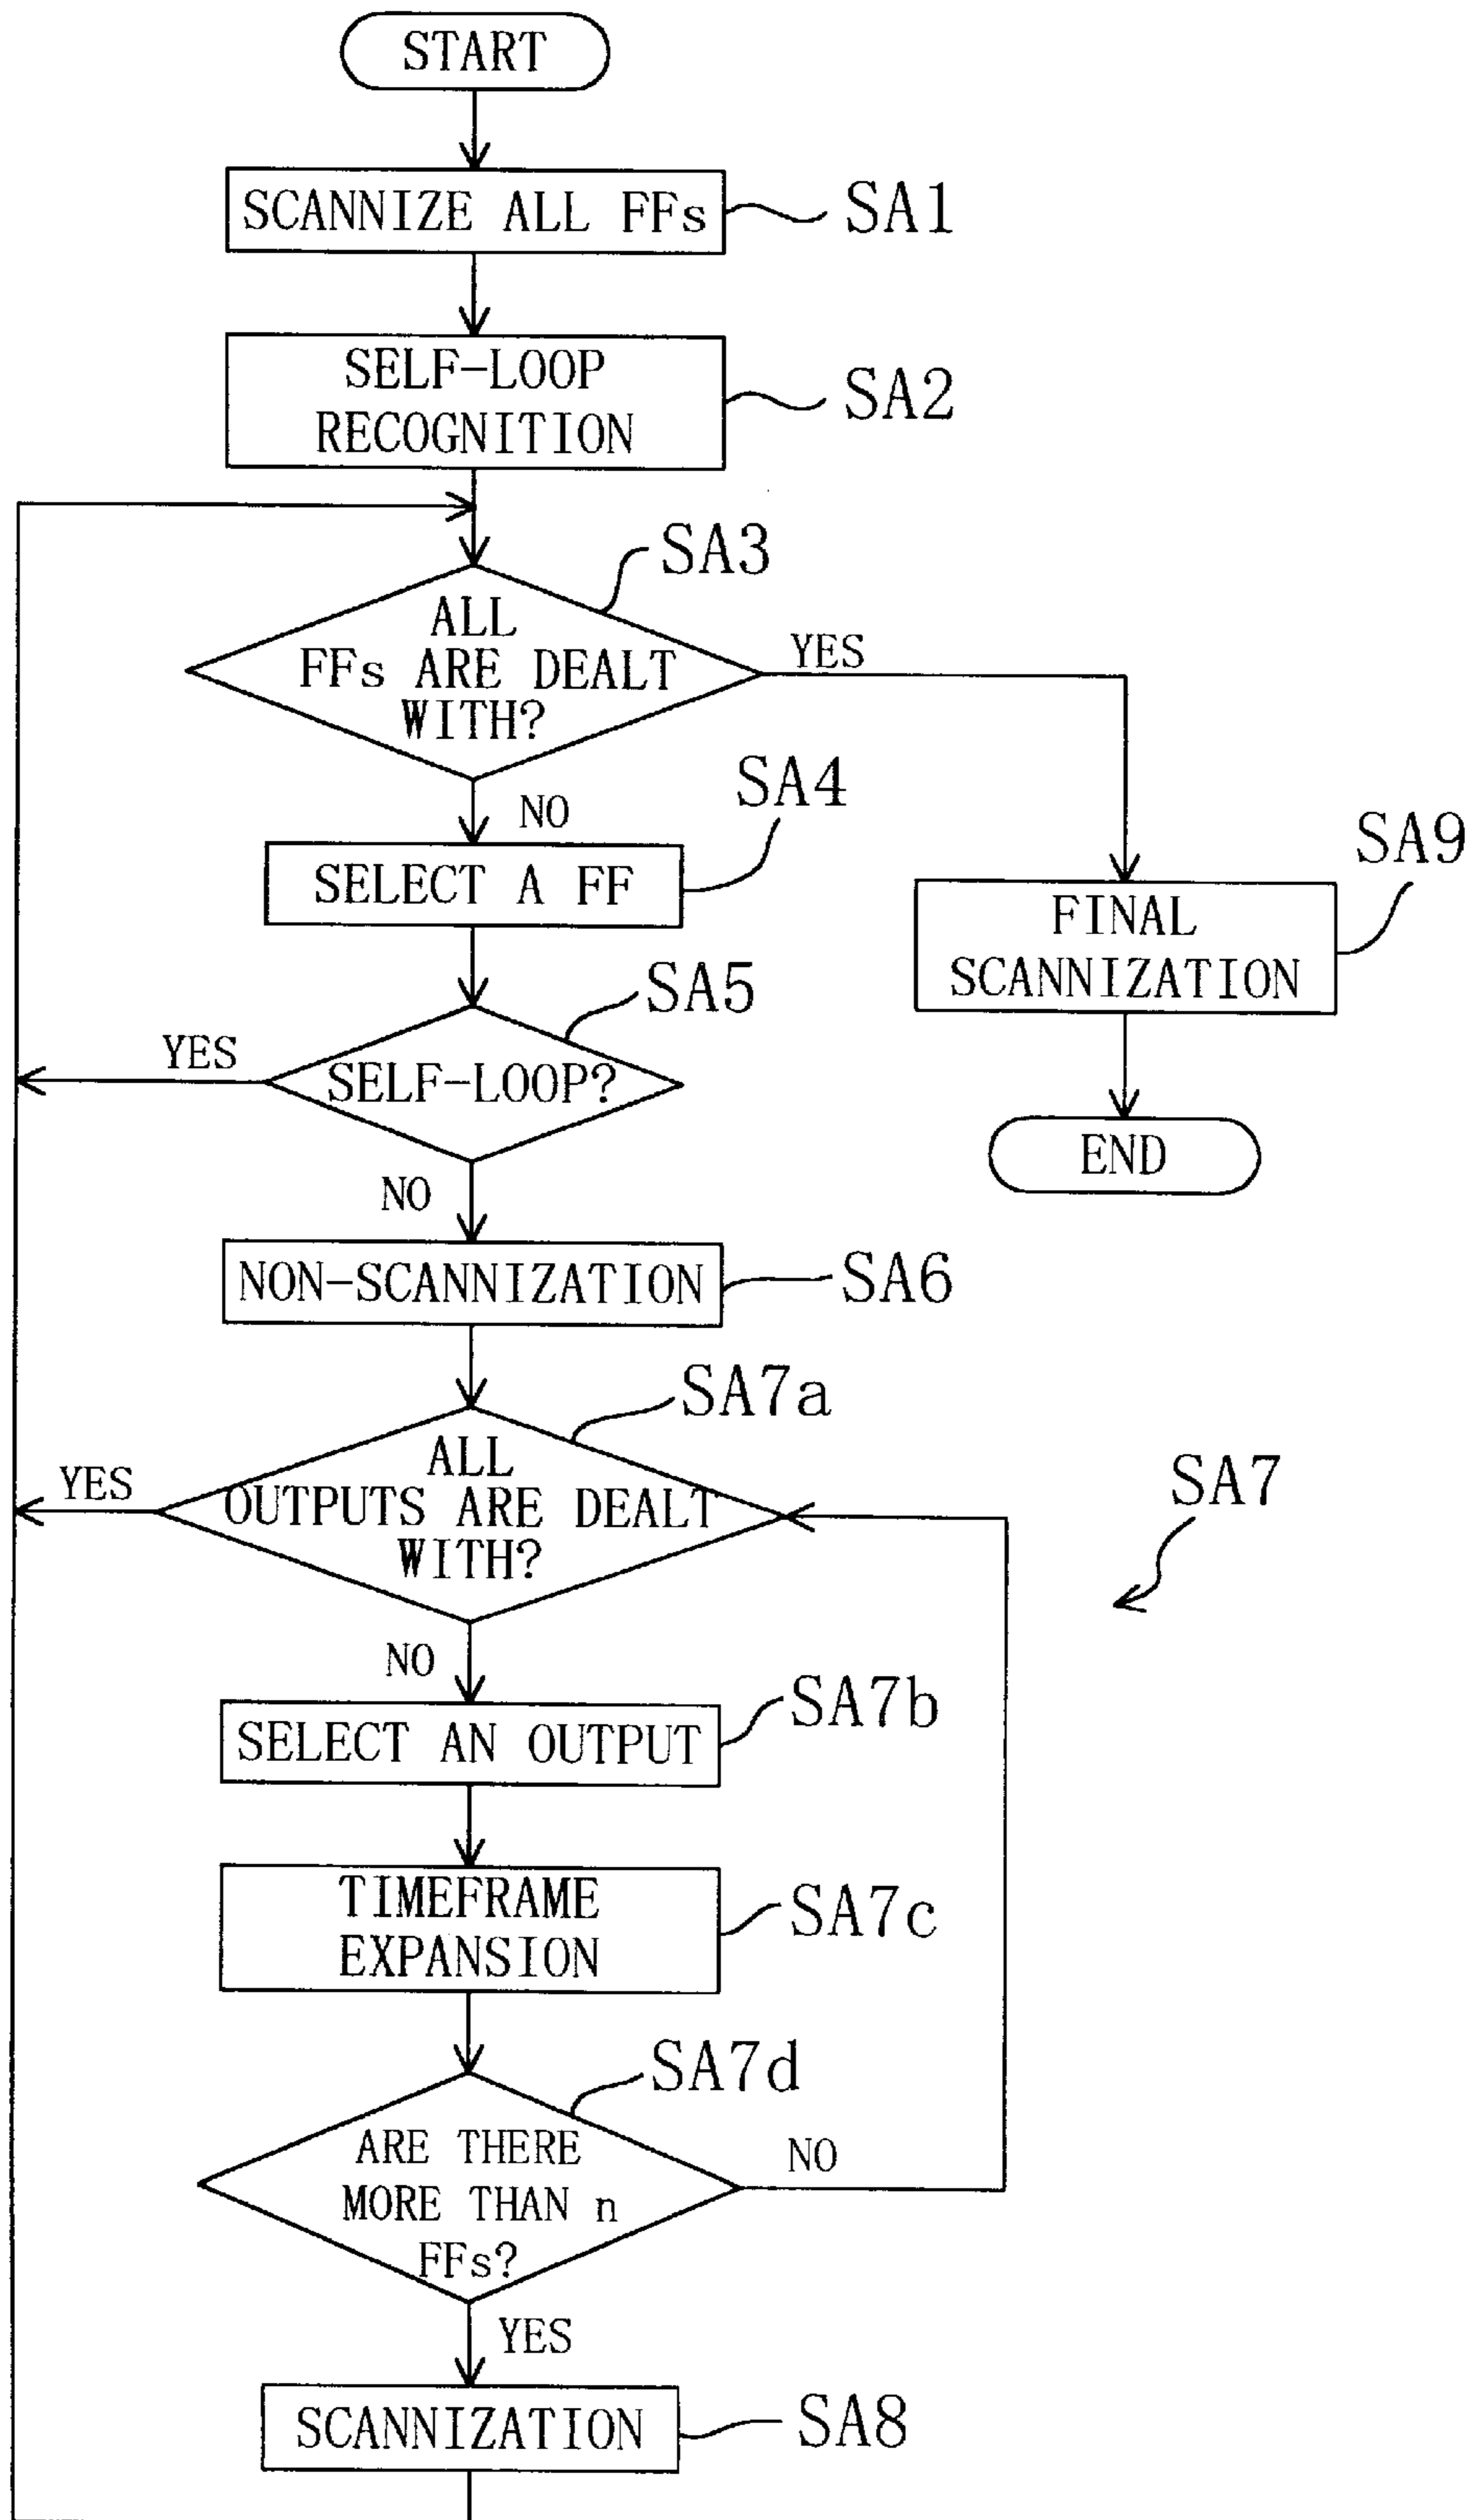 START
SCANNIZE ALL FFs
SA1
SELF-LOOP
RECOGNITION
SA2
SA3
ALL
FFs ARE DEALT
WITH?
YES
NO
SA4
SELECT A FF
SA9
FINAL
SCANNIZATION
SA5
YES
SELF-LOOP?
END
NO
NON-SCANNIZATION
SA6
SA7a
YES
ALL
OUTPUTS ARE DEALT
WITH?
SA7
NO
SA7b
SELECT AN OUTPUT
TIMEFRAME
EXPANSION
SA7c
SA7d
ARE THERE
MORE THAN n
FFs?
NO
YES
SCANNIZATION
SA8